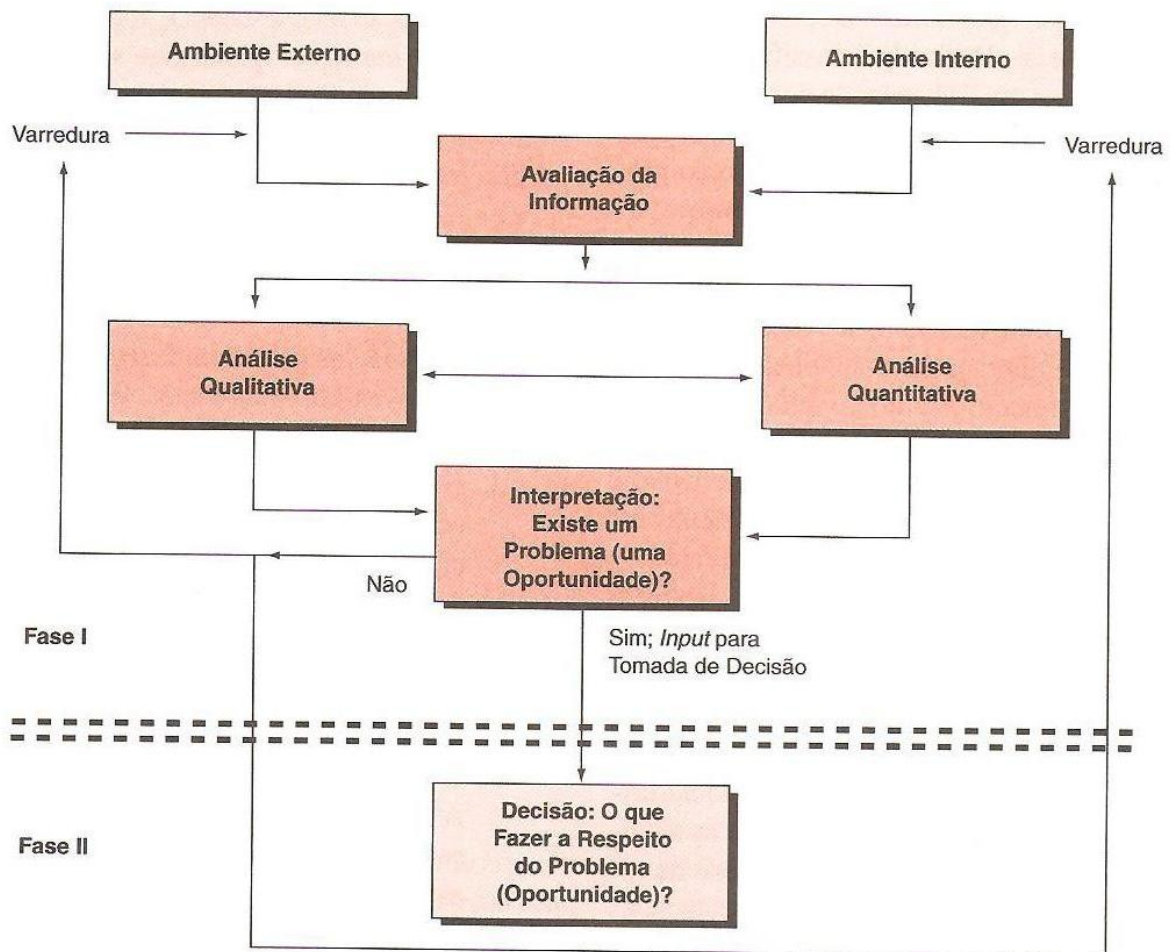 Ambiente Externo
Ambiente Interno
Varredura
Varredura
Avaliação da
Informação
Análise
Qualitativa
Análise
Quantitativa
Interpretação:
Existe um
Problema (uma
Oportunidade)?
Não
Sim; Input para
Tomada de Decisão
Fase I
Fase II
Decisão: O que
Fazer a Respeito
do Problema
(Oportunidade)?